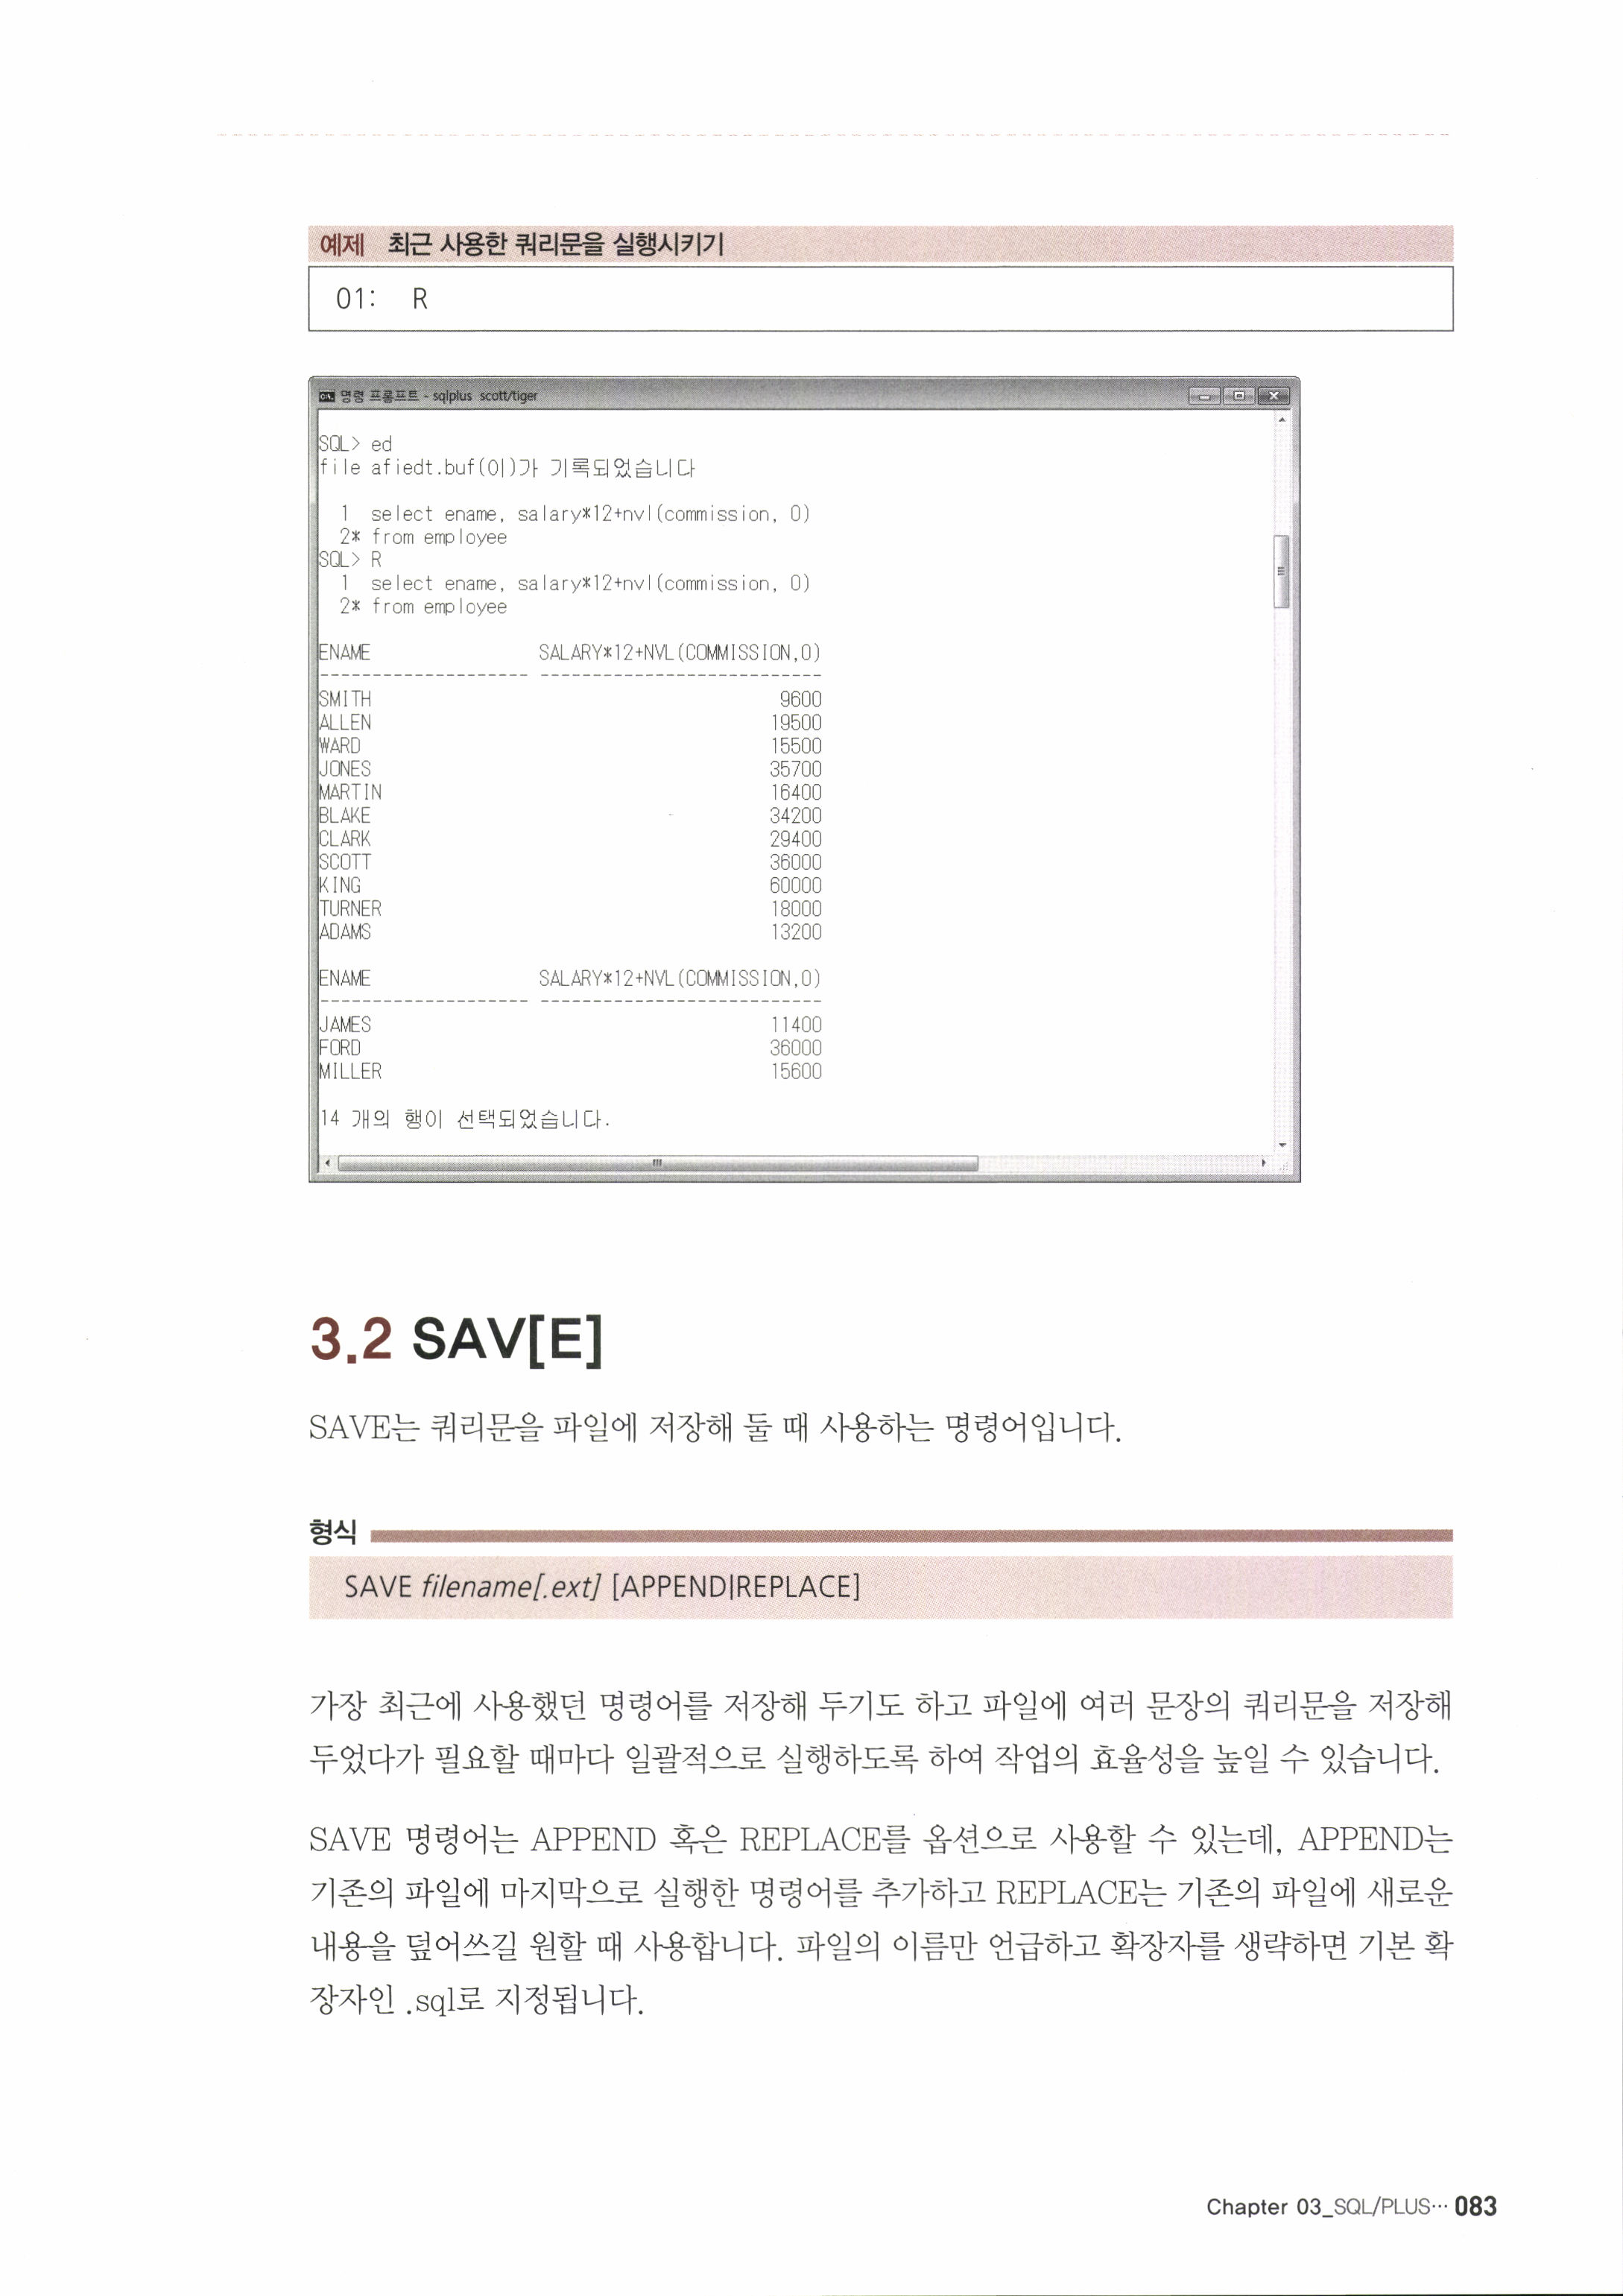 예제 최근 사용한 쿼리문을 실행시키기
01: R
명령 프롬프트 - sqlplus scott/tiger
SQL> ed
file afiedt.buf(이)가 기록되었습니다
1 select ename, salary*12+nvl(commission, 0)
2* from employee
SQL> R
1 select ename, salary*12+nvl(commission, 0)
2* from employee
ENAME SALARY*12+NVL(COMMISSION,0)
-------------------- ---------------------------
SMITH 9600
ALLEN 19500
WARD 15500
JONES 35700
MARTIN 16400
BLAKE 34200
CLARK 29400
SCOTT 36000
KING 60000
TURNER 18000
ADAMS 13200
ENAME SALARY*12+NVL(COMMISSION,0)
-------------------- ---------------------------
JAMES 11400
FORD 36000
MILLER 15600
14 개의 행이 선택되었습니다.
3.2 SAV[E]
SAVE는 쿼리문을 파일에 저장해 둘 때 사용하는 명령어입니다.
형식
SAVE filename[.ext] [APPEND|REPLACE]
가장 최근에 사용했던 명령어를 저장해 두기도 하고 파일에 여러 문장의 쿼리문을 저장해
두었다가 필요할 때마다 일괄적으로 실행하도록 하여 작업의 효율성을 높일 수 있습니다.
SAVE 명령어는 APPEND 혹은 REPLACE를 옵션으로 사용할 수 있는데, APPEND는
기존의 파일에 마지막으로 실행한 명령어를 추가하고 REPLACE는 기존의 파일에 새로운
내용을 덮어쓰길 원할 때 사용합니다. 파일의 이름만 언급하고 확장자를 생략하면 기본 확
장자인 .sql로 지정됩니다.
Chapter 03_SQL/PLUS… 083